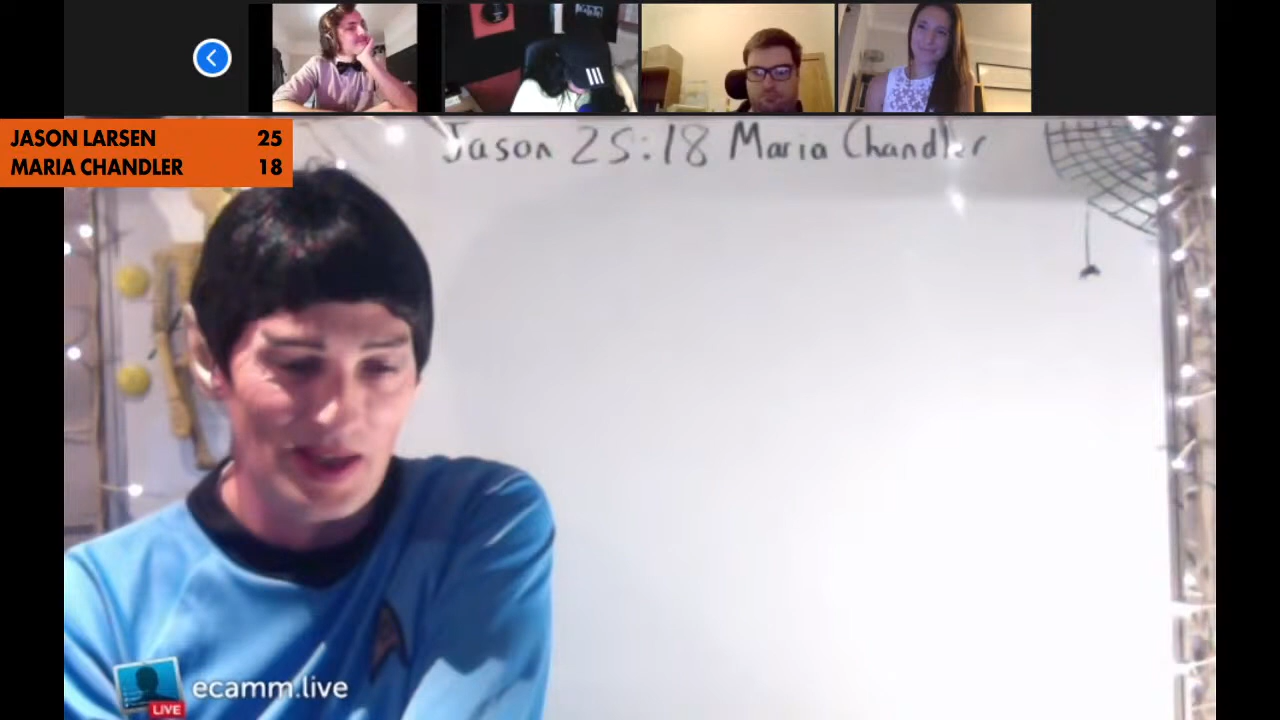 JASON LARSEN 25
MARIA CHANDLER 18
Jason 25:18 Maria Chandler
ecamm.live
LIVE